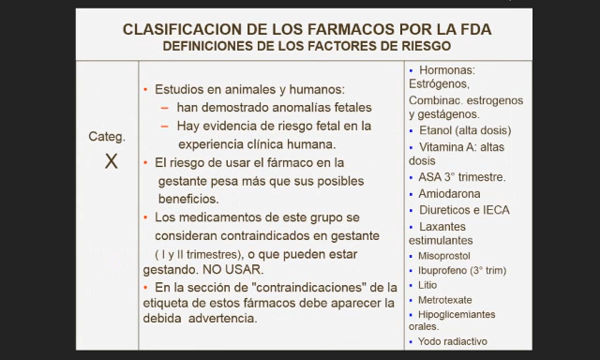 CLASIFICACION DE LOS FARMACOS POR LA FDA
DEFINICIONES DE LOS FACTORES DE RIESGO
Categ.
X
• Estudios en animales y humanos:
– han demostrado anomalías fetales
– Hay evidencia de riesgo fetal en la
experiencia clínica humana.
• El riesgo de usar el fármaco en la
gestante pesa más que sus posibles
beneficios.
• Los medicamentos de este grupo se
consideran contraindicados en gestante
( I y II trimestres), o que pueden estar
gestando. NO USAR.
• En la sección de "contraindicaciones" de la
etiqueta de estos fármacos debe aparecer la
debida advertencia.
• Hormonas:
Estrógenos,
Combinac. estrogenos
y gestágenos.
• Etanol (alta dosis)
• Vitamina A: altas
dosis
• ASA 3° trimestre.
• Amiodarona
• Diureticos e IECA
• Laxantes
estimulantes
• Misoprostol
• Ibuprofeno (3° trim)
• Litio
• Metrotexate
• Hipoglicemiantes
orales.
• Yodo radiactivo